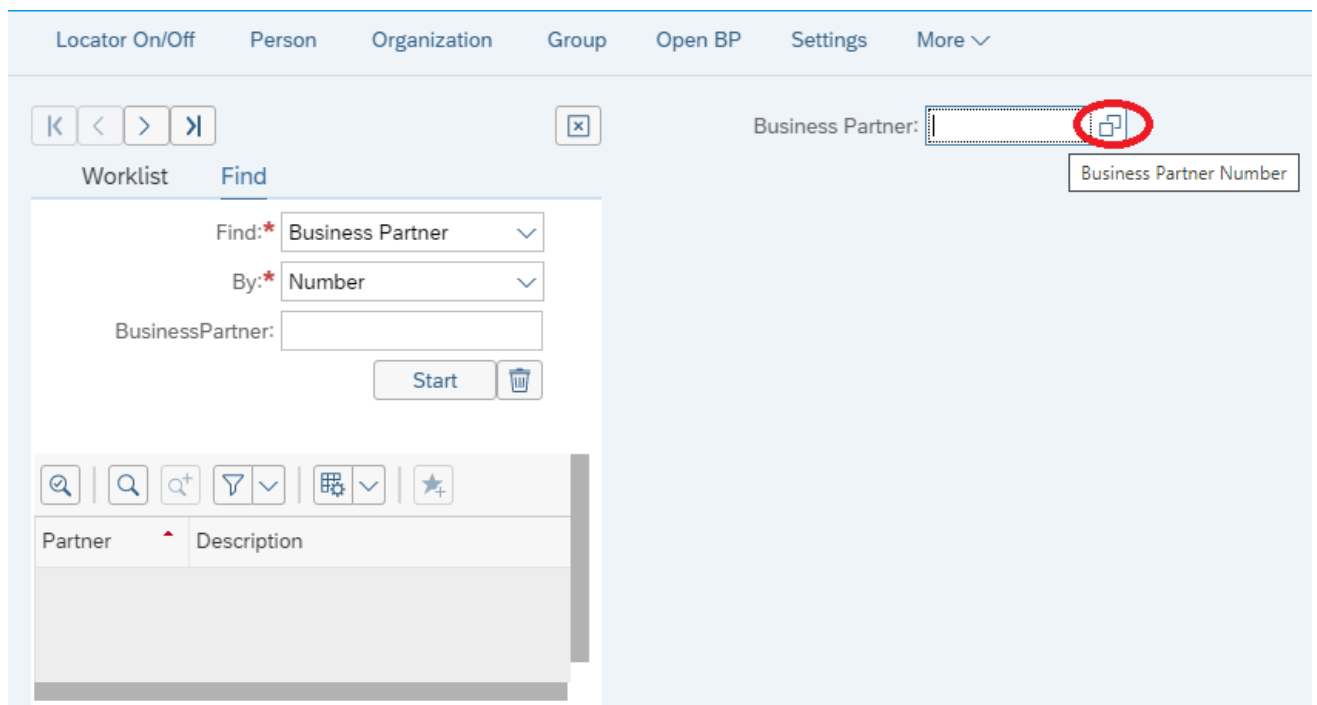 Locator On/Off Person Organization Group Open BP Settings More
Business Partner:
Business Partner Number
Worklist Find
Find:* Business Partner
By:* Number
BusinessPartner:
Start
Partner Description